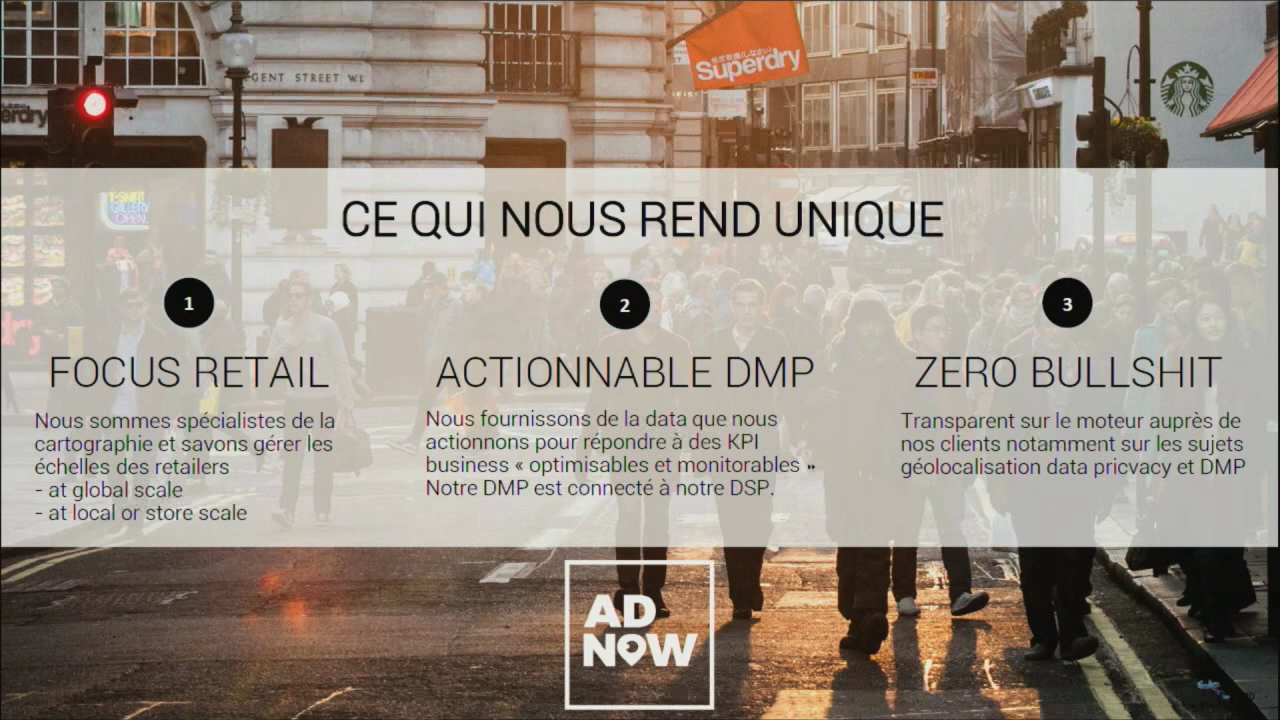 Superdry
GENT STREET W1
erdry
T-SHIRT
GALLERY
OPEN
CE QUI NOUS REND UNIQUE
1
2
3
FOCUS RETAIL
ACTIONNABLE DMP
ZERO BULLSHIT
Nous sommes spécialistes de la
cartographie et savons gérer les
échelles des retailers
- at global scale
- at local or store scale
Nous fournissons de la data que nous
actionnons pour répondre à des KPI
business « optimisables et monitorables »
Notre DMP est connecté à notre DSP.
Transparent sur le moteur auprès de
nos clients notamment sur les sujets
géolocalisation data pricvacy et DMP
AD
NOW